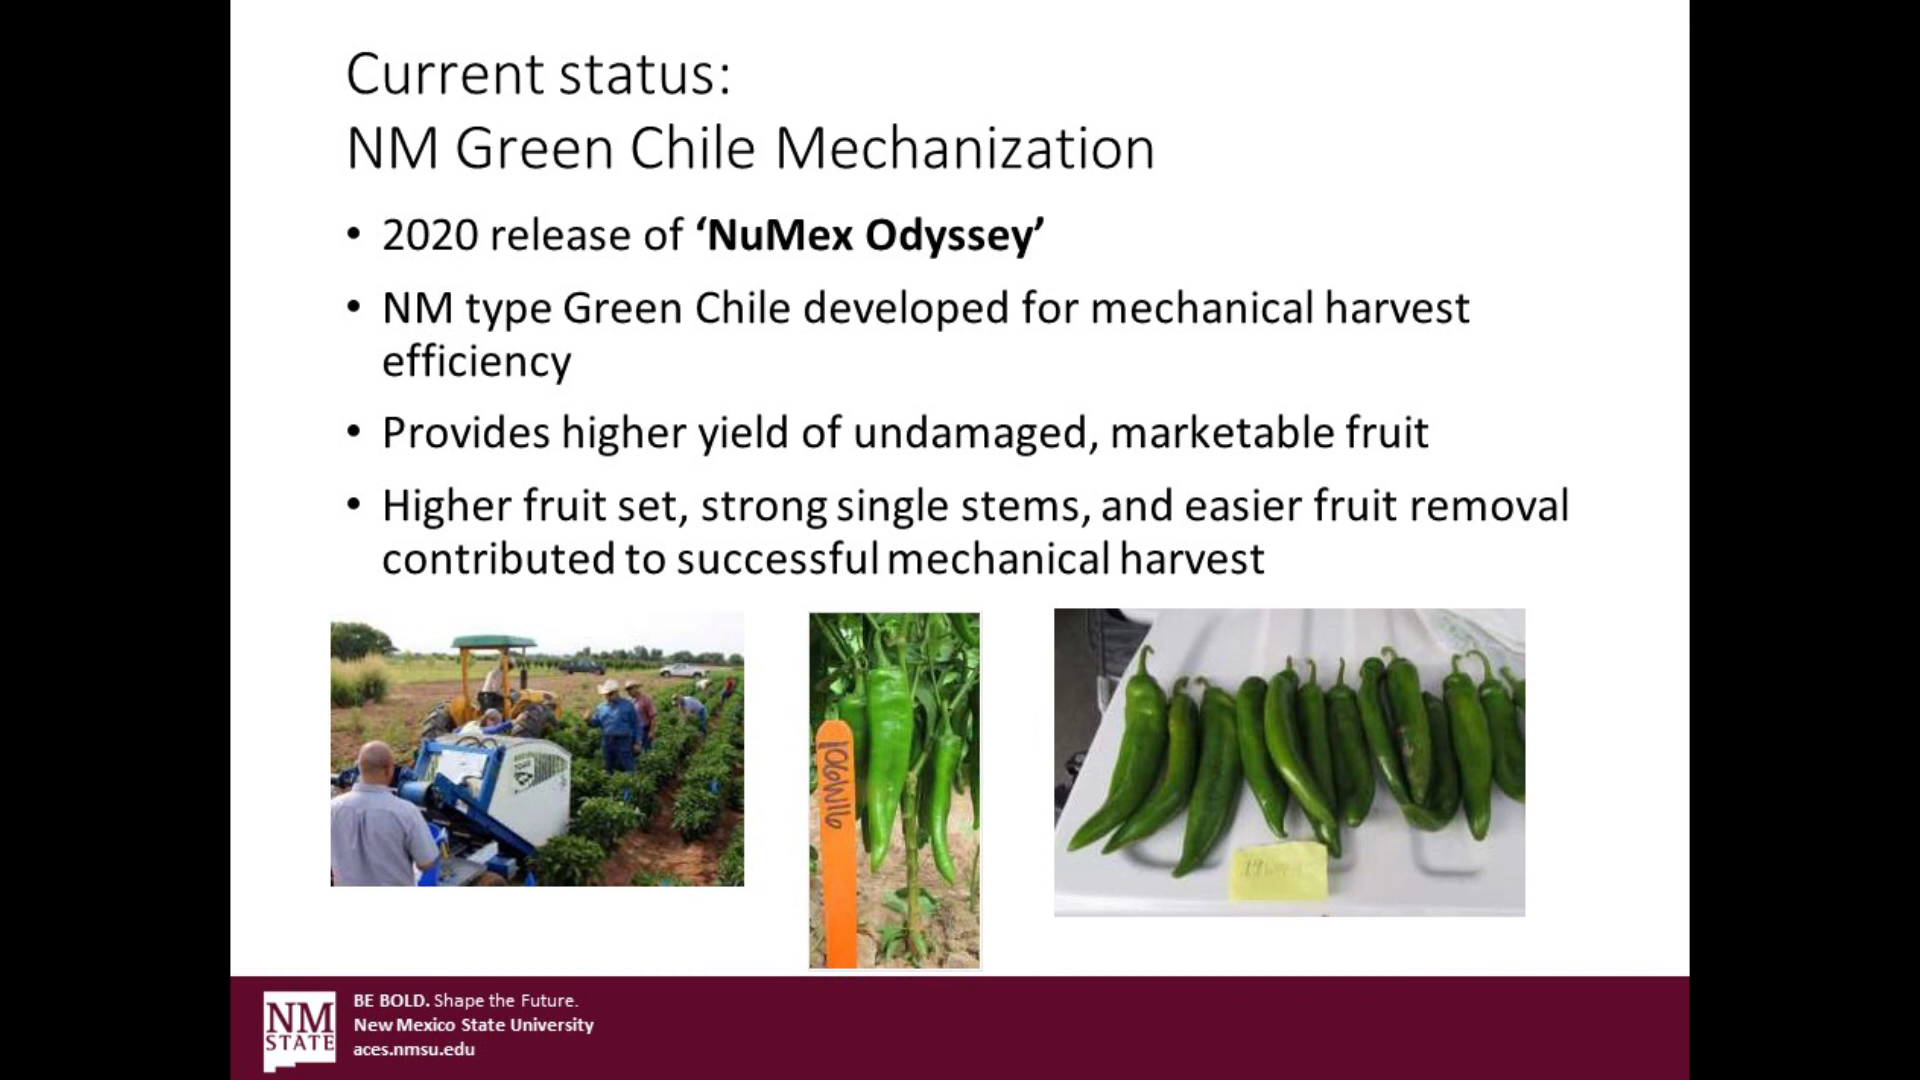 Current status:
NM Green Chile Mechanization
• 2020 release of ‘NuMex Odyssey’
• NM type Green Chile developed for mechanical harvest
efficiency
• Provides higher yield of undamaged, marketable fruit
• Higher fruit set, strong single stems, and easier fruit removal
contributed to successful mechanical harvest
NM
STATE
BE BOLD. Shape the Future.
New Mexico State University
aces.nmsu.edu